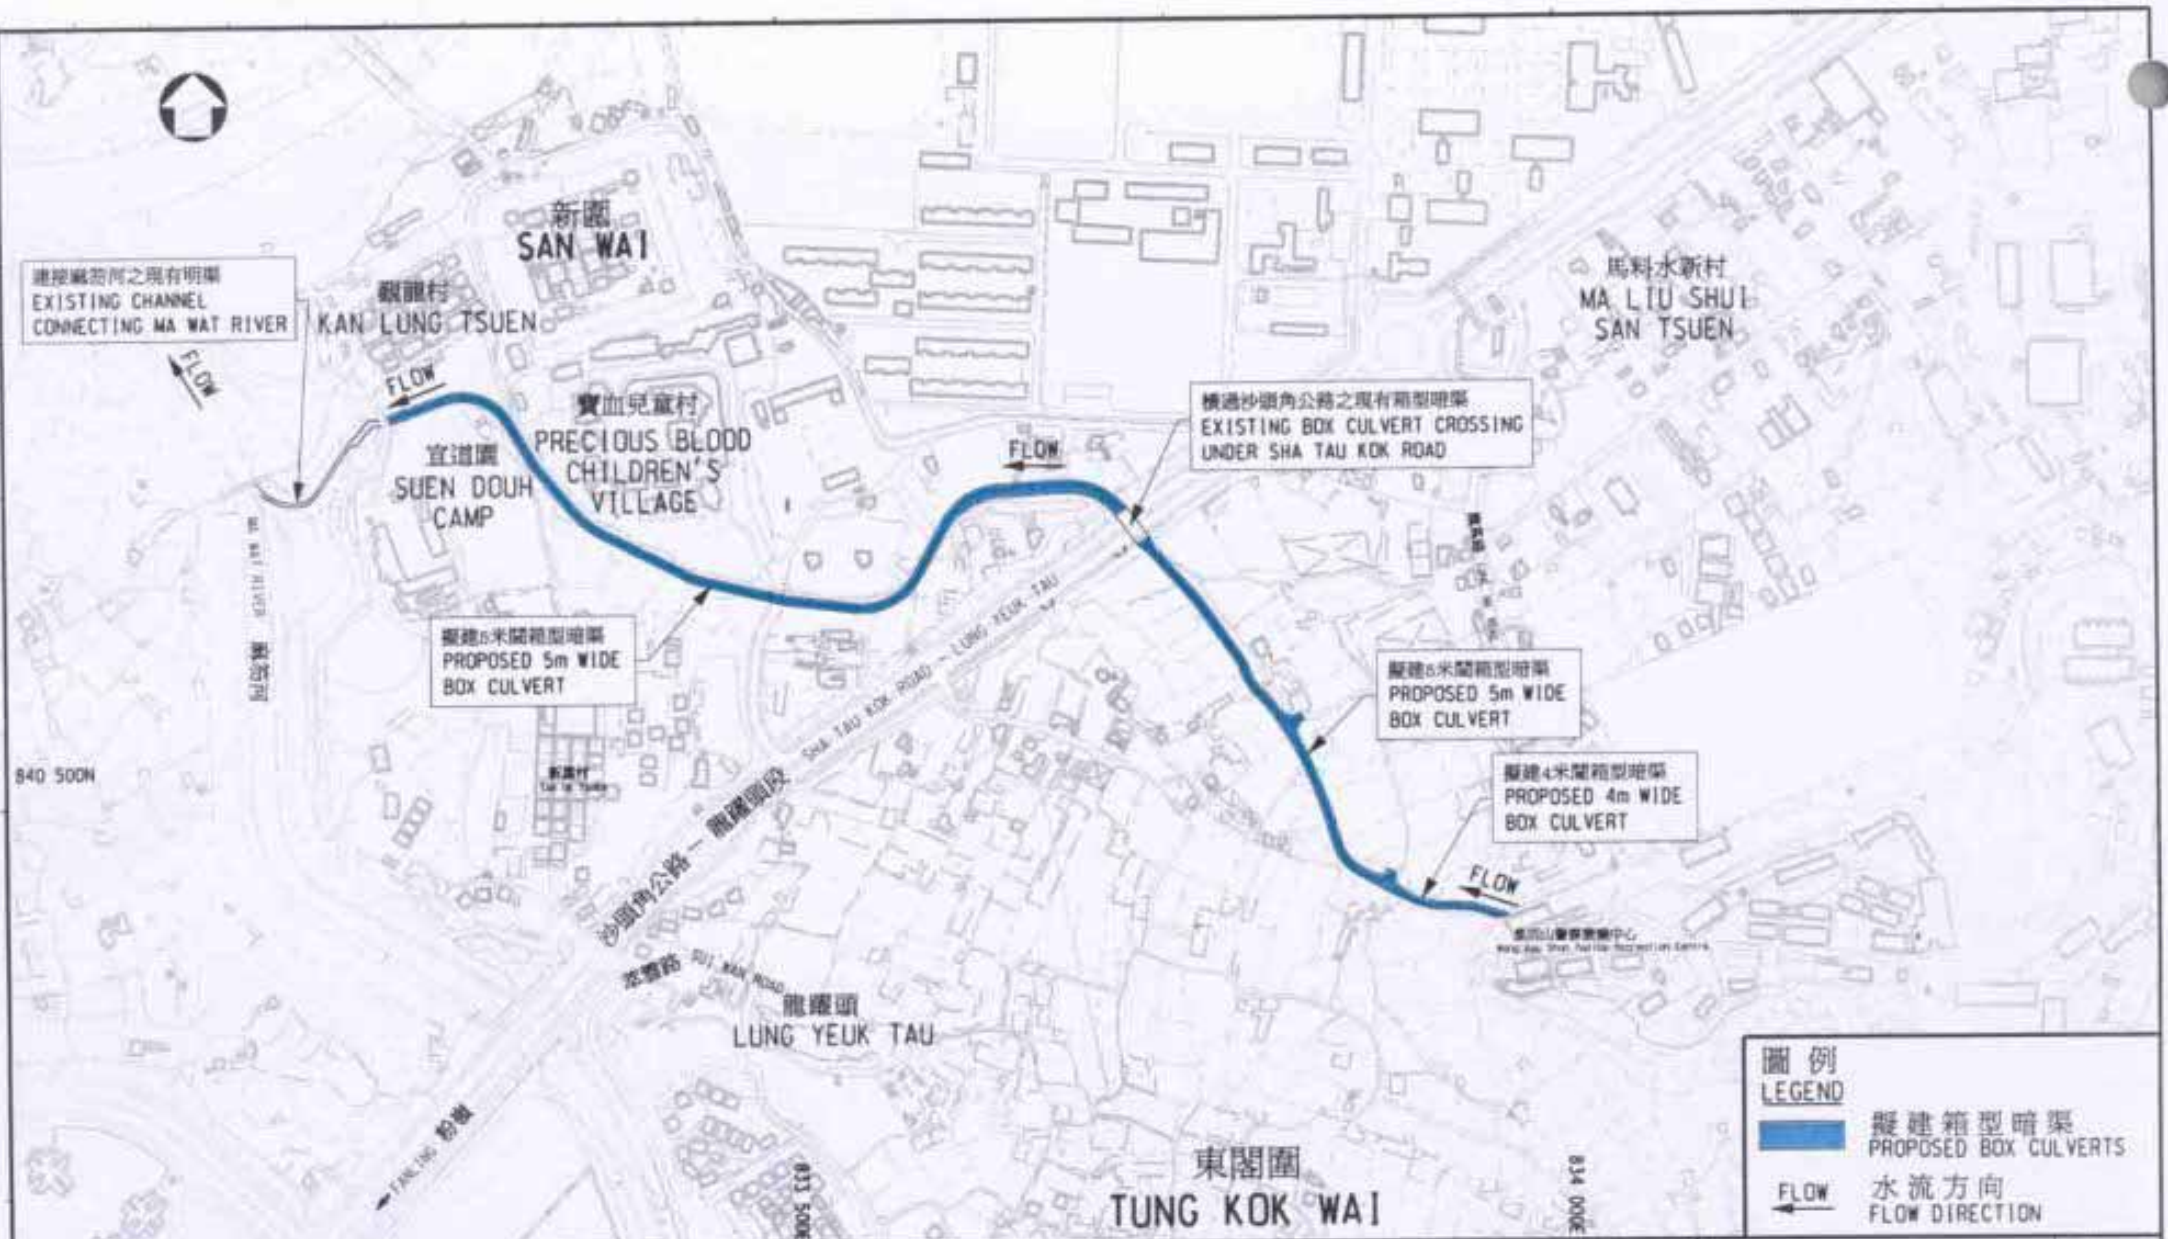 新圍
SAN WAI
連接麻笏河之現有明渠
EXISTING CHANNEL
CONNECTING MA WAT RIVER
觀龍村
KAN LUNG TSUEN
馬料水新村
MA LIU SHUI
SAN TSUEN
FLOW
FLOW
寶血兒童村
PRECIOUS BLOOD
CHILDREN'S
VILLAGE
橫過沙頭角公路之現有箱型暗渠
EXISTING BOX CULVERT CROSSING
UNDER SHA TAU KOK ROAD
宣道園
SUEN DOUH
CAMP
FLOW
MA WAT RIVER 麻笏河
擬建5米闊箱型暗渠
PROPOSED 5m WIDE
BOX CULVERT
擬建5米闊箱型暗渠
PROPOSED 5m WIDE
BOX CULVERT
擬建4米闊箱型暗渠
PROPOSED 4m WIDE
BOX CULVERT
840 500N
沙頭角公路－龍躍頭段 SHA TAU KOK ROAD - LUNG YEUK TAU
FLOW
SUI WAN ROAD
龍躍頭
LUNG YEUK TAU
FANLING 粉嶺
東閣圍
TUNG KOK WAI
833 500E
834 000E
圖例
LEGEND
擬建箱型暗渠
PROPOSED BOX CULVERTS
FLOW
水流方向
FLOW DIRECTION